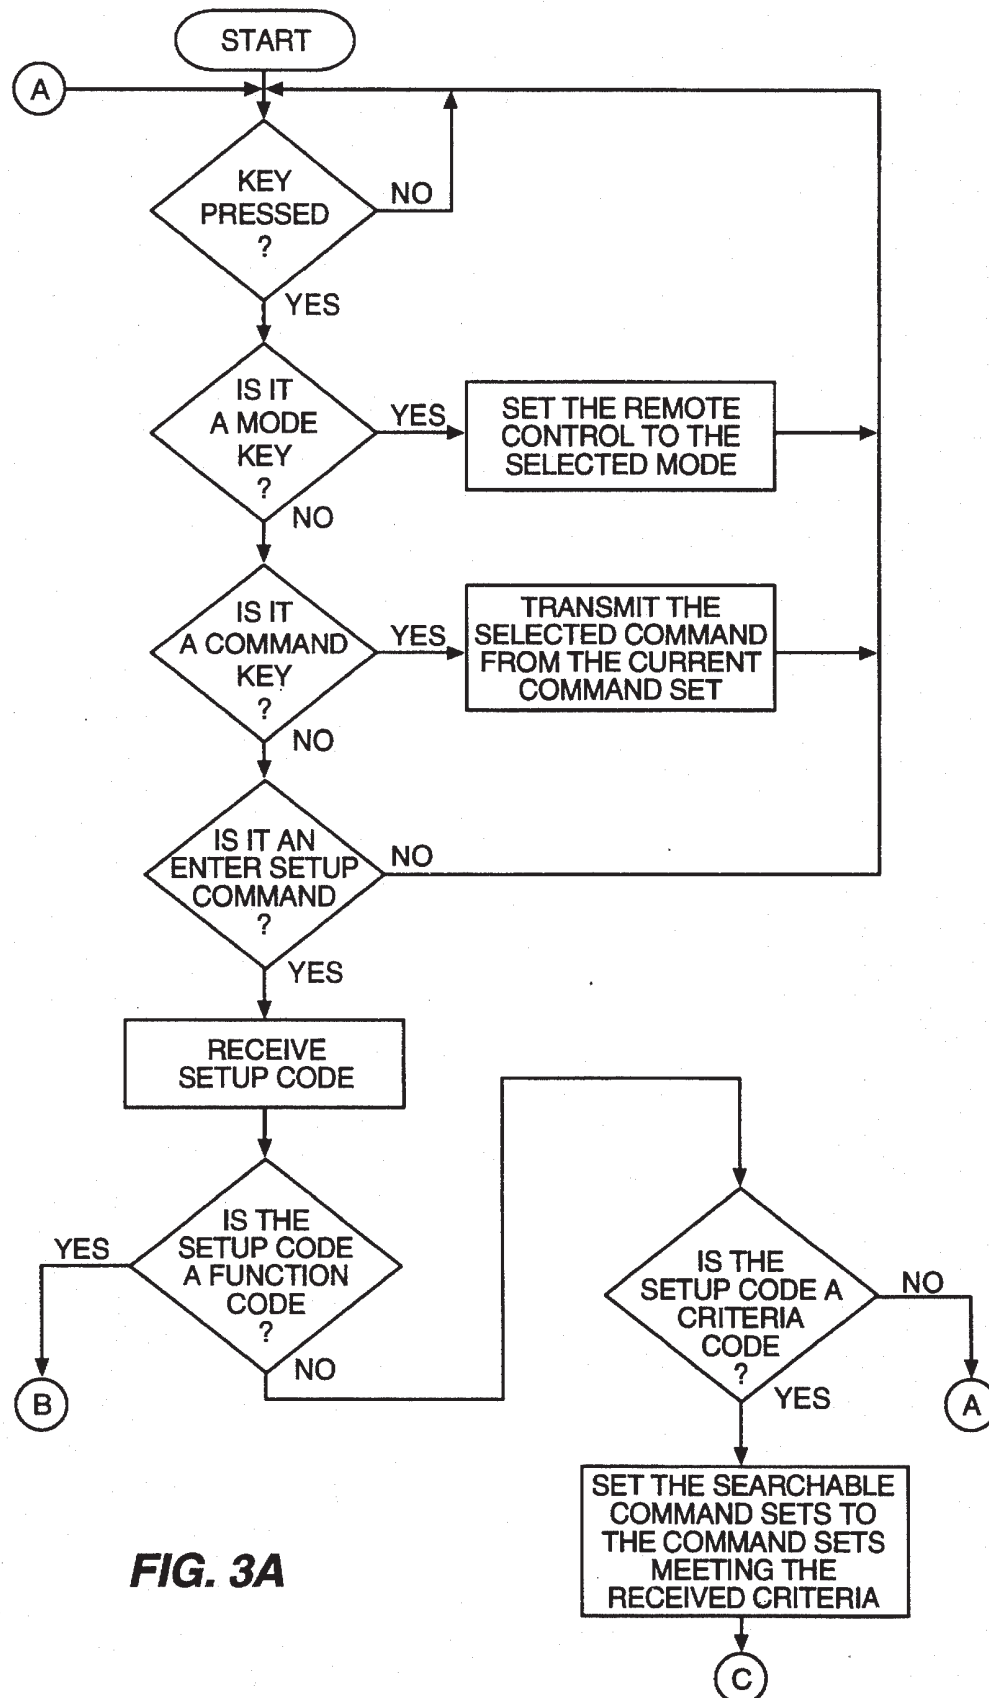 START
A
KEY
PRESSED
?
NO
YES
IS IT
A MODE
KEY
?
YES
SET THE REMOTE
CONTROL TO THE
SELECTED MODE
NO
IS IT
A COMMAND
KEY
?
YES
TRANSMIT THE
SELECTED COMMAND
FROM THE CURRENT
COMMAND SET
NO
IS IT AN
ENTER SETUP
COMMAND
?
NO
YES
RECEIVE
SETUP CODE
IS THE
SETUP CODE
A FUNCTION
CODE
?
YES
B
NO
IS THE
SETUP CODE A
CRITERIA
CODE
?
NO
A
YES
SET THE SEARCHABLE
COMMAND SETS TO
THE COMMAND SETS
MEETING THE
RECEIVED CRITERIA
C
FIG. 3A